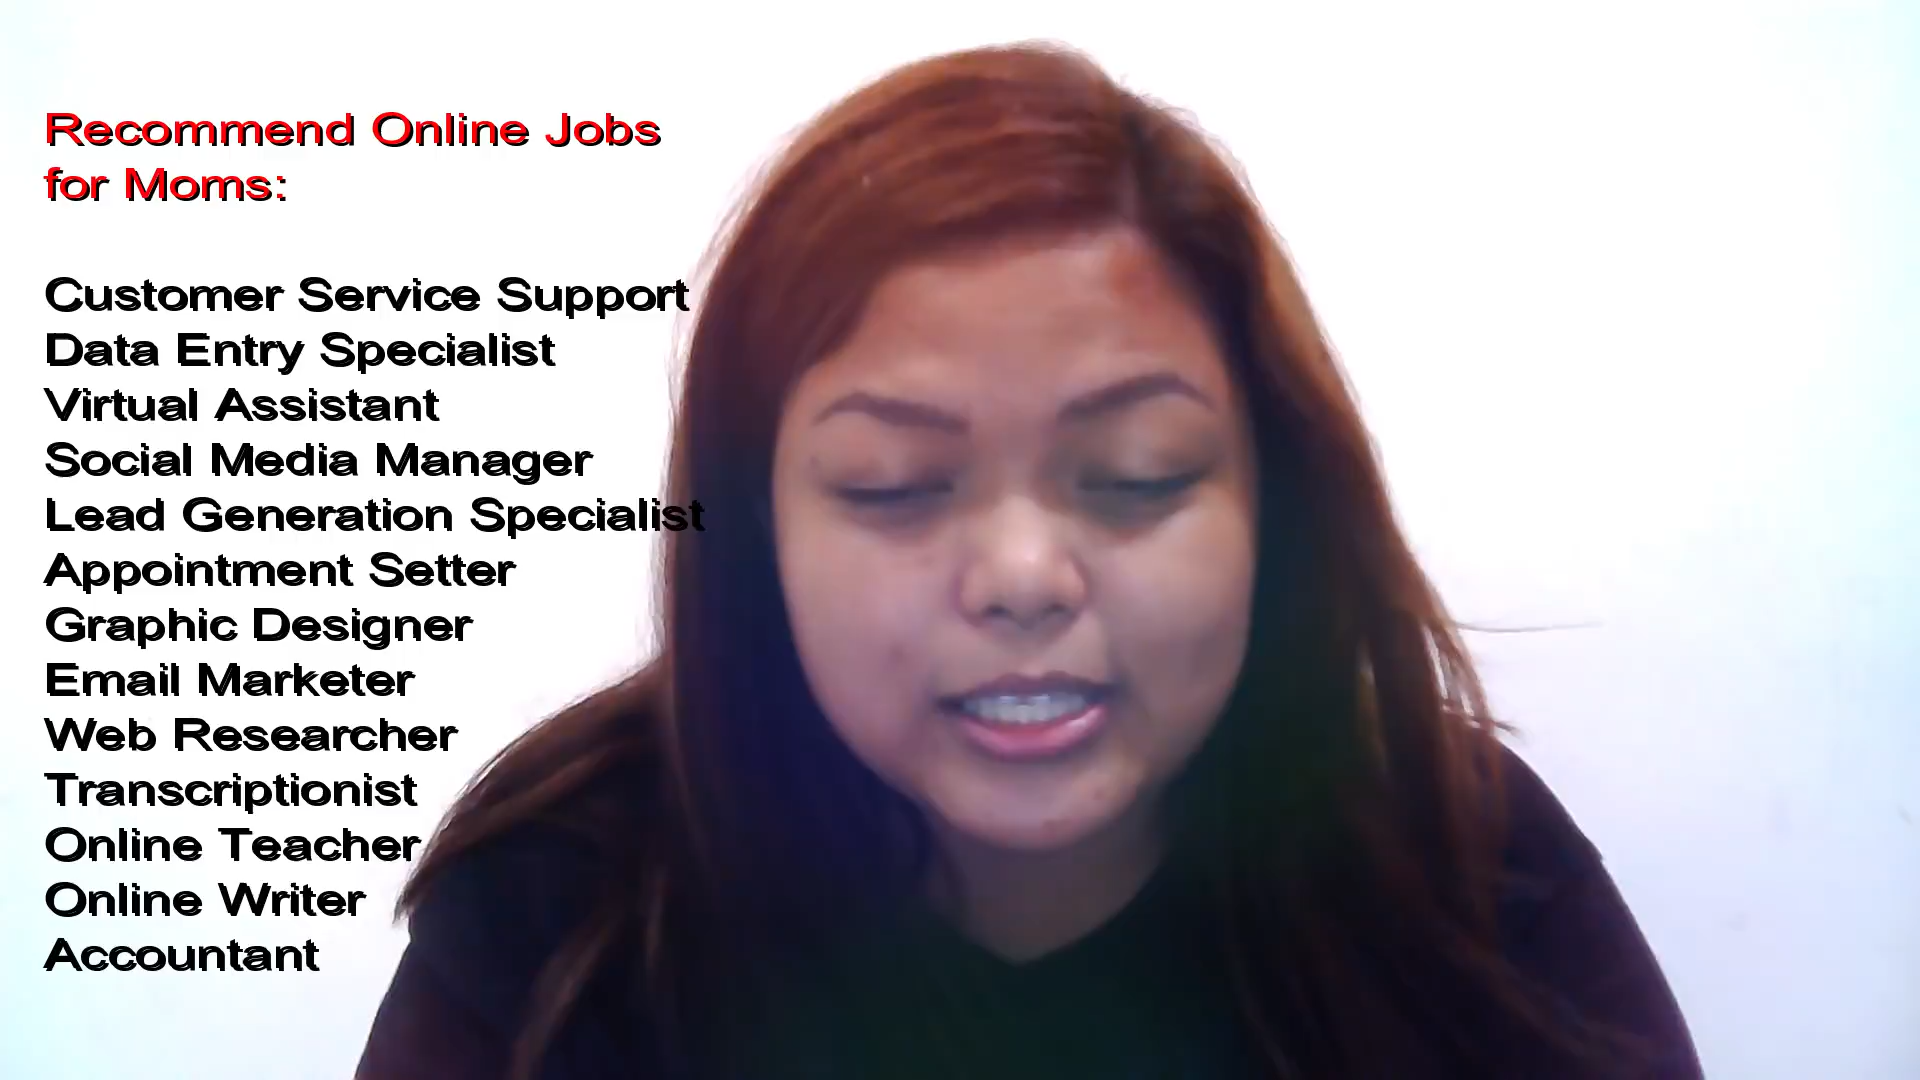 Recommend Online Jobs
for Moms:
Customer Service Support
Data Entry Specialist
Virtual Assistant
Social Media Manager
Lead Generation Specialist
Appointment Setter
Graphic Designer
Email Marketer
Web Researcher
Transcriptionist
Online Teacher
Online Writer
Accountant